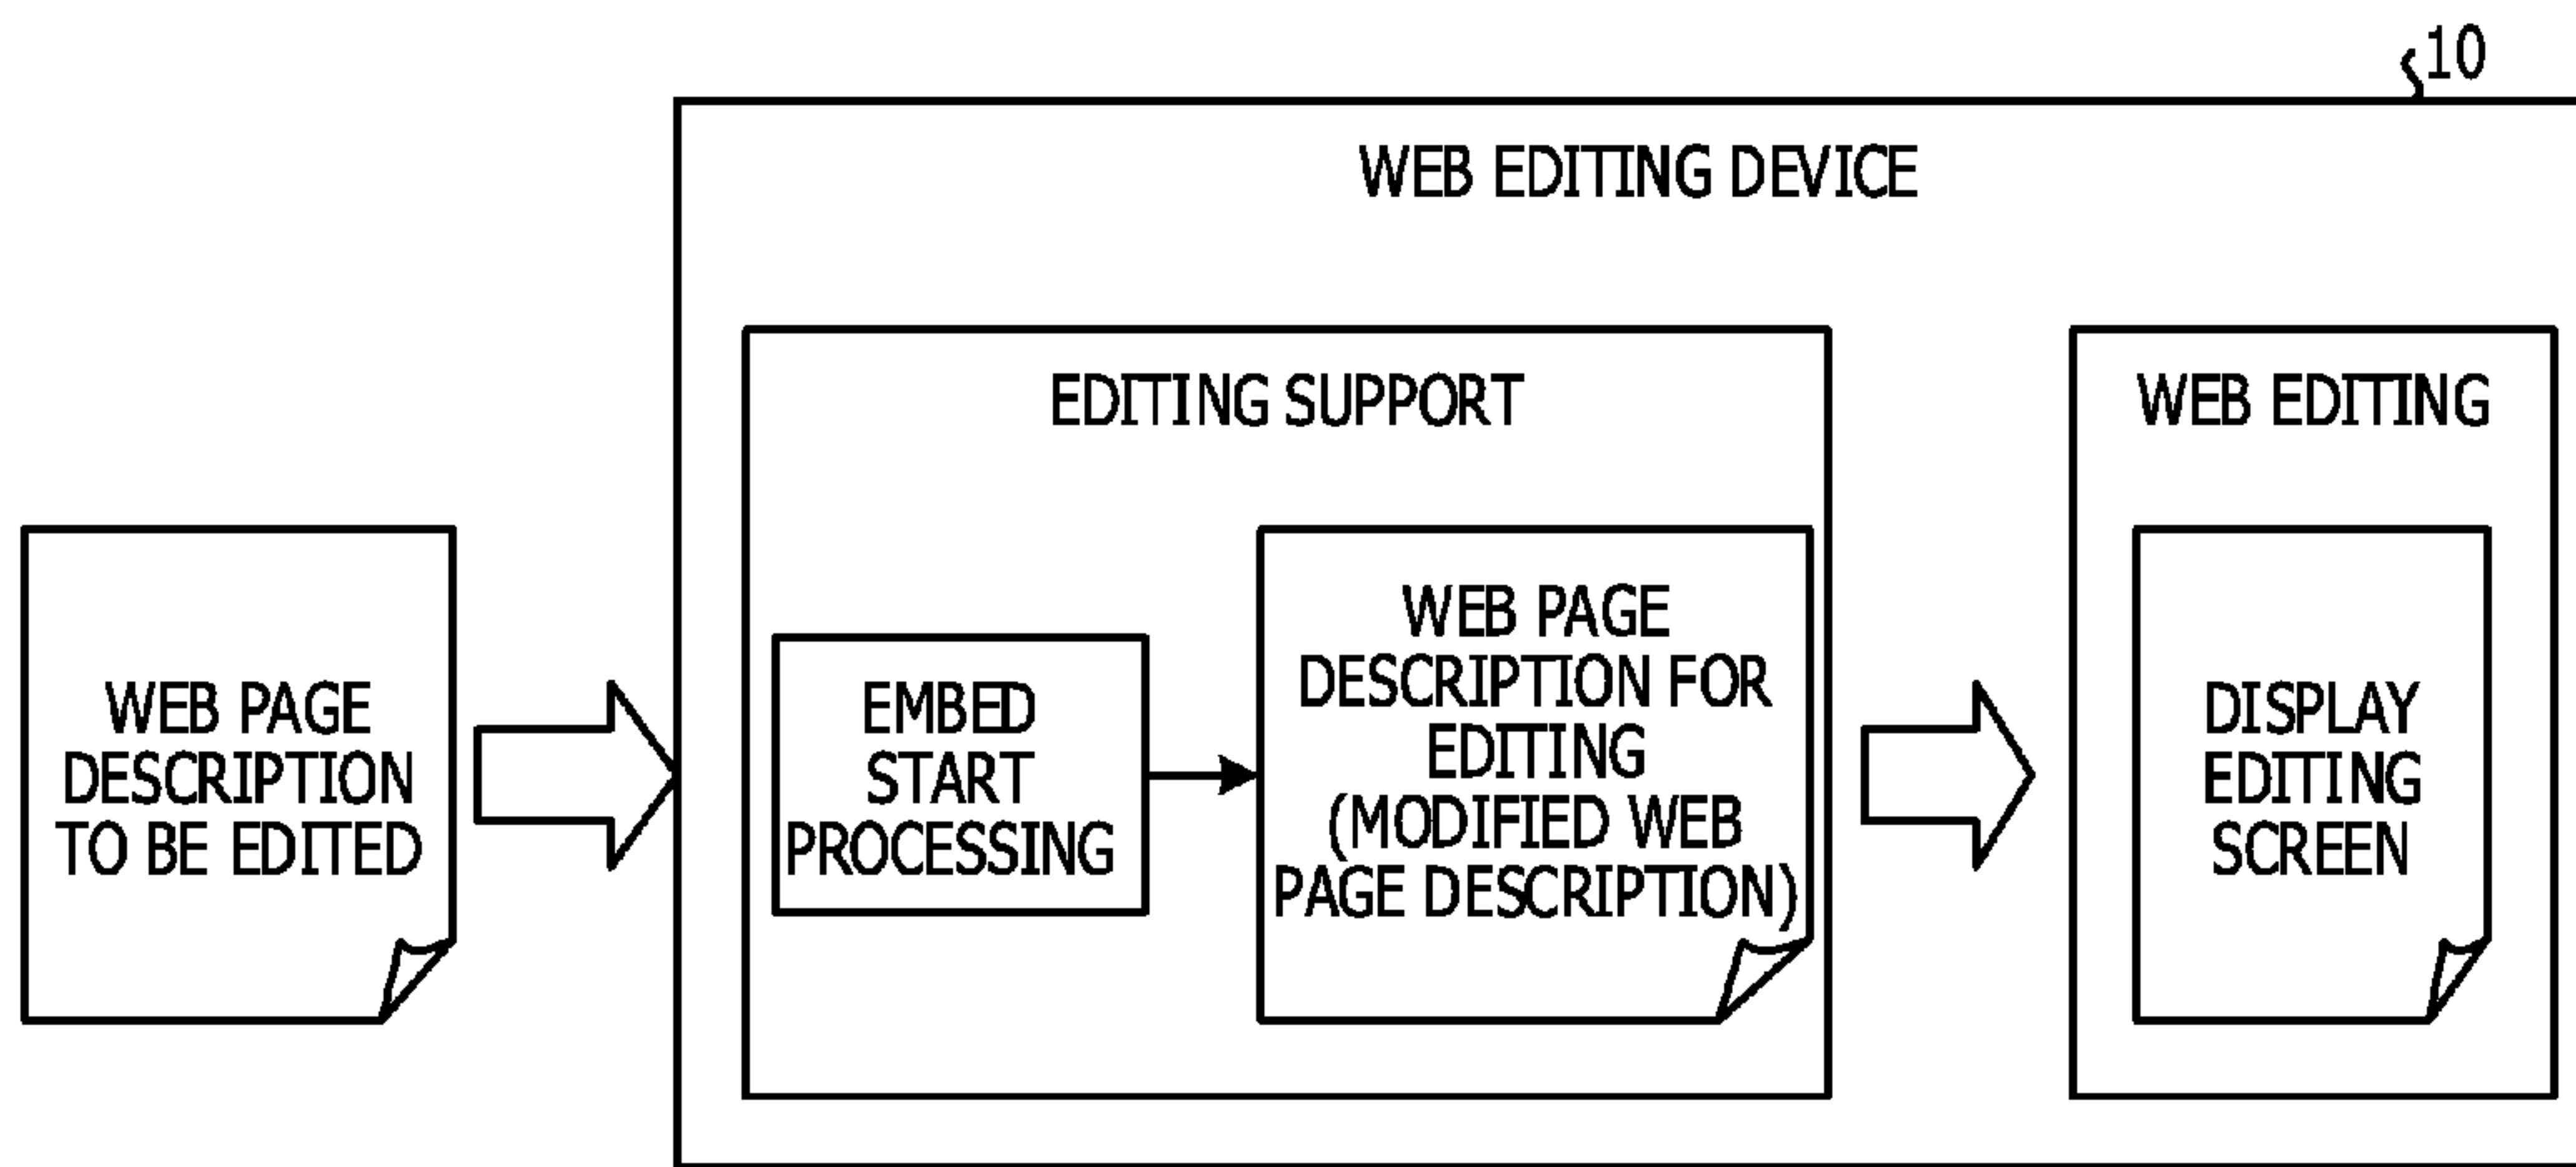 10
WEB EDITING DEVICE
EDITING SUPPORT
WEB EDITING
WEB PAGE
DESCRIPTION
TO BE EDITED
EMBED
START
PROCESSING
WEB PAGE
DESCRIPTION FOR
EDITING
(MODIFIED WEB
PAGE DESCRIPTION)
DISPLAY
EDITING
SCREEN